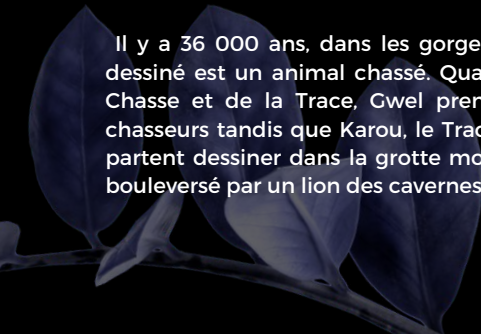 Il y a 36 000 ans, dans les gorge
dessiné est un animal chassé. Qua
Chasse et de la Trace, Gwel pren
chasseurs tandis que Karou, le Trac
partent dessiner dans la grotte mo
bouleversé par un lion des cavernes